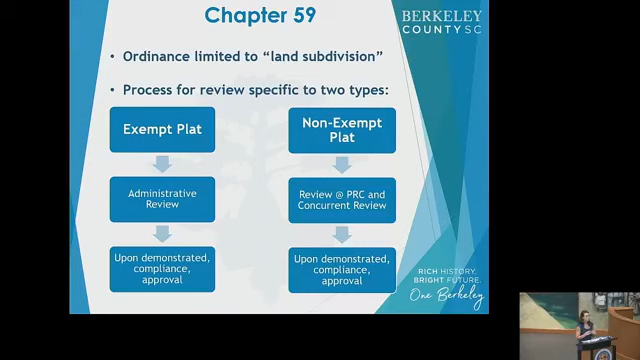 Chapter 59
BERKELEY
COUNTY SC
• Ordinance limited to “land subdivision”
• Process for review specific to two types:
Exempt Plat
Non-Exempt
Plat
Administrative
Review
Review @ PRC and
Concurrent Review
Upon demonstrated,
compliance,
approval
Upon demonstrated,
compliance,
approval
RICH HISTORY.
BRIGHT FUTURE.
One Berkeley